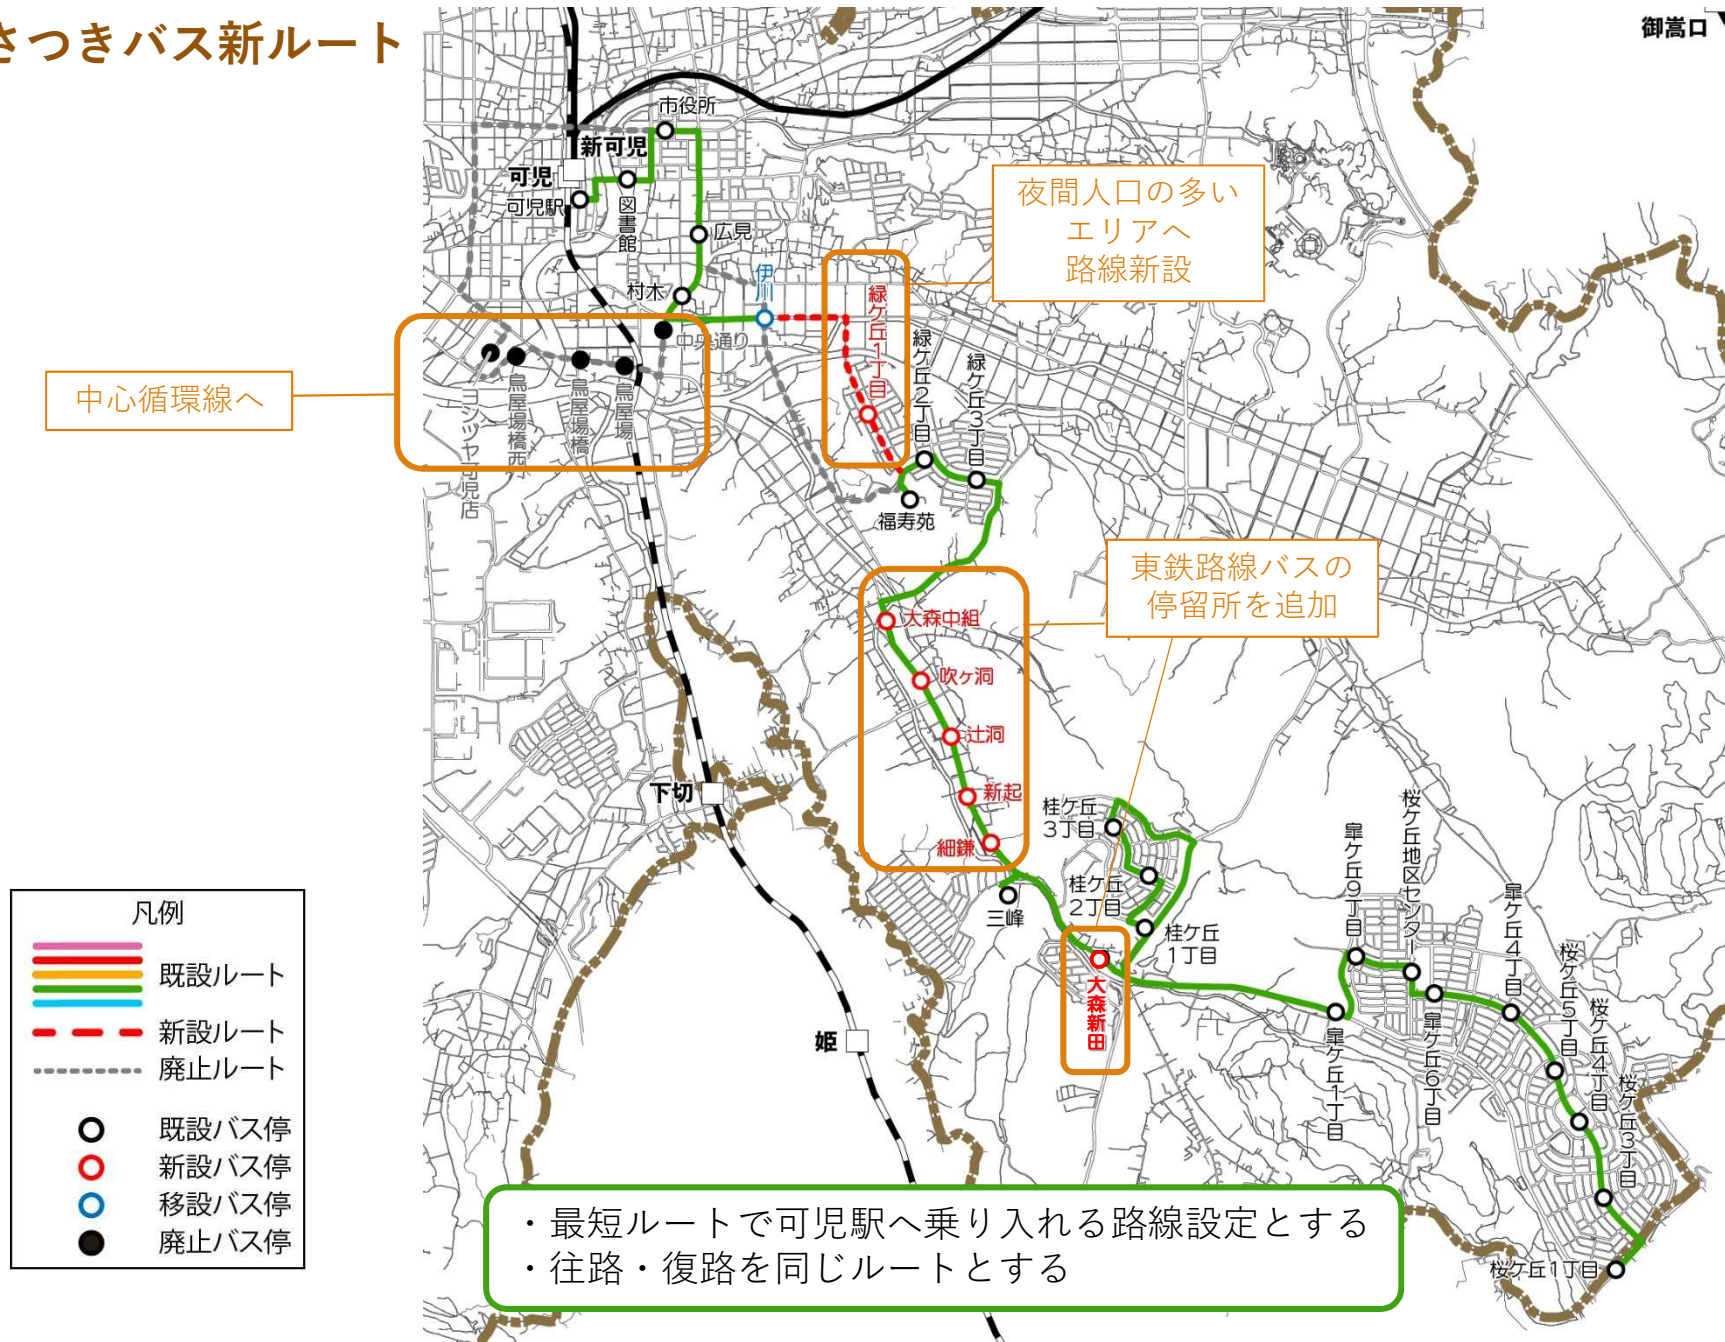 さつきバス新ルート
御嵩口
市役所
新可児
可児
可児駅
図書館
広見
村木
伊川
中央通り
緑ケ丘1丁目
緑ケ丘2丁目
緑ケ丘3丁目
福寿苑
夜間人口の多い
エリアへ
路線新設
中心循環線へ
ヨシヅヤ可児店
鳥屋場橋西
鳥屋場橋
鳥屋場
東鉄路線バスの
停留所を追加
大森中組
吹ヶ洞
辻洞
新起
細鎌
三峰
下切
姫
桂ケ丘
3丁目
桂ケ丘
2丁目
桂ケ丘
1丁目
大森新田
皐ケ丘9丁目
桜ケ丘地区センター
皐ケ丘4丁目
桜ケ丘5丁目
桜ケ丘4丁目
桜ケ丘3丁目
皐ケ丘1丁目
皐ケ丘6丁目
桜ケ丘1丁目
凡例
既設ルート
新設ルート
廃止ルート
既設バス停
新設バス停
移設バス停
廃止バス停
・最短ルートで可児駅へ乗り入れる路線設定とする
・往路・復路を同じルートとする